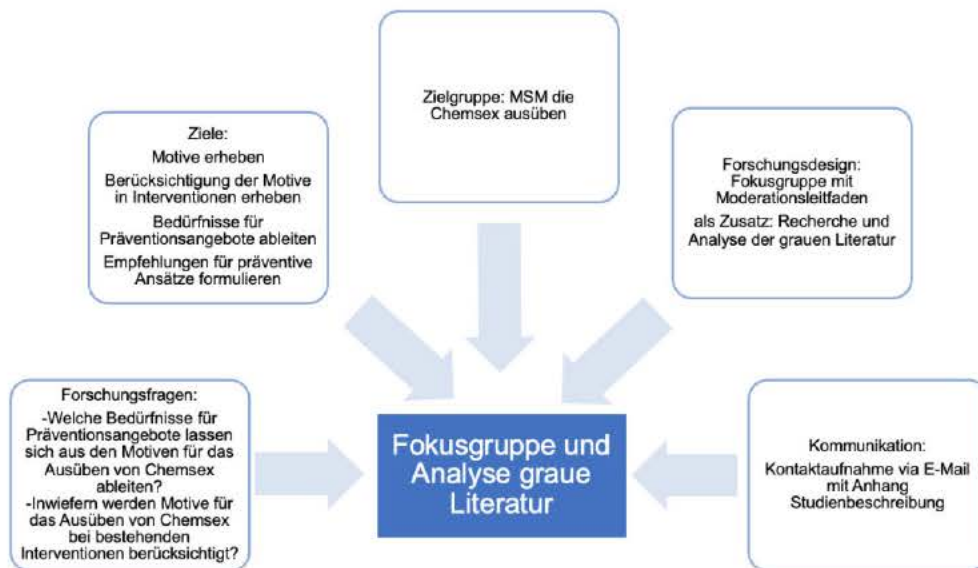 Zielgruppe: MSM die
Chemsex ausüben
Ziele:
Motive erheben
Berücksichtigung der Motive
in Interventionen erheben
Bedürfnisse für
Präventionsangebote ableiten
Empfehlungen für präventive
Ansätze formulieren
Forschungsdesign:
Fokusgruppe mit
Moderationsleitfaden
als Zusatz: Recherche und
Analyse der grauen Literatur
Forschungsfragen:
-Welche Bedürfnisse für
Präventionsangebote lassen
sich aus den Motiven für das
Ausüben von Chemsex
ableiten?
-Inwiefern werden Motive für
das Ausüben von Chemsex
bei bestehenden
Interventionen berücksichtigt?
Fokusgruppe und
Analyse graue
Literatur
Kommunikation:
Kontaktaufnahme via E-Mail
mit Anhang
Studienbeschreibung